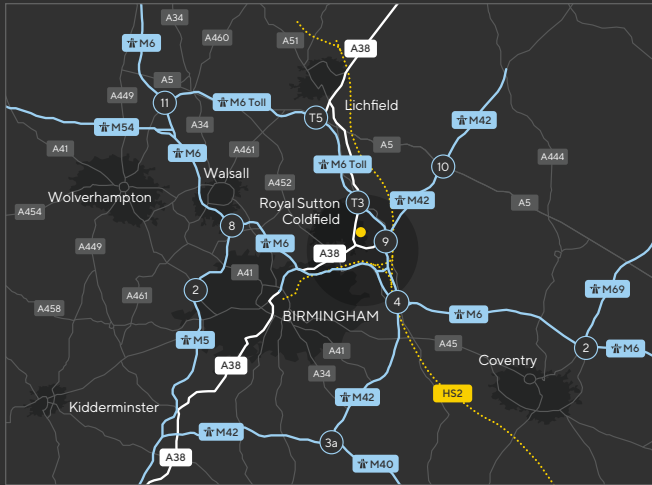 A34
A460
A51
A38
M6
A5
A449
11
M6 Toll
Lichfield
T5
M54
A34
M42
M6
A461
A5
A41
M6 Toll
A444
Walsall
10
A452
Wolverhampton
Royal Sutton
Coldfield
T3
M42
A5
A454
8
9
A449
M6
A38
A41
2
A461
4
M69
A458
BIRMINGHAM
M6
M5
A41
A45
2
M6
Coventry
A38
A34
M42
HS2
Kidderminster
M42
3a
A38
M40